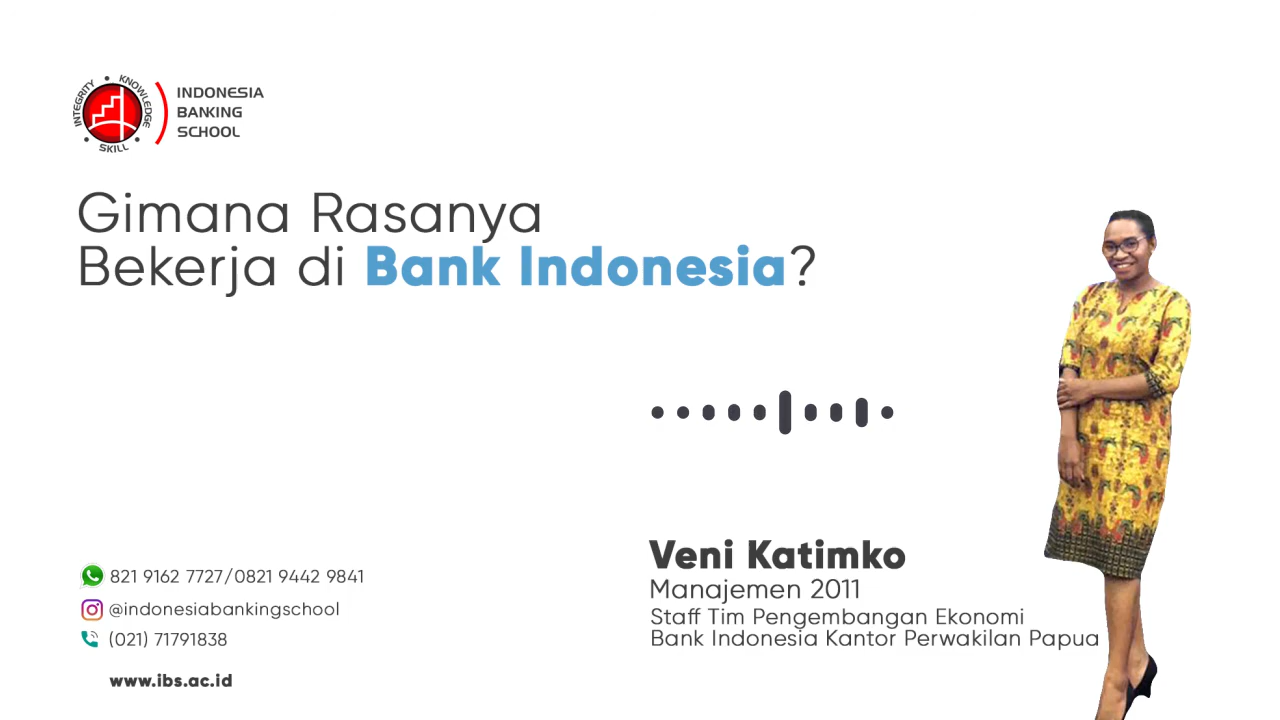 INTEGRITY
KNOWLEDGE
SKILL
INDONESIA
BANKING
SCHOOL
Gimana Rasanya
Bekerja di Bank Indonesia?
Veni Katimko
Manajemen 2011
Staff Tim Pengembangan Ekonomi
Bank Indonesia Kantor Perwakilan Papua
821 9162 7727/0821 9442 9841
@indonesiabankingschool
(021) 71791838
www.ibs.ac.id